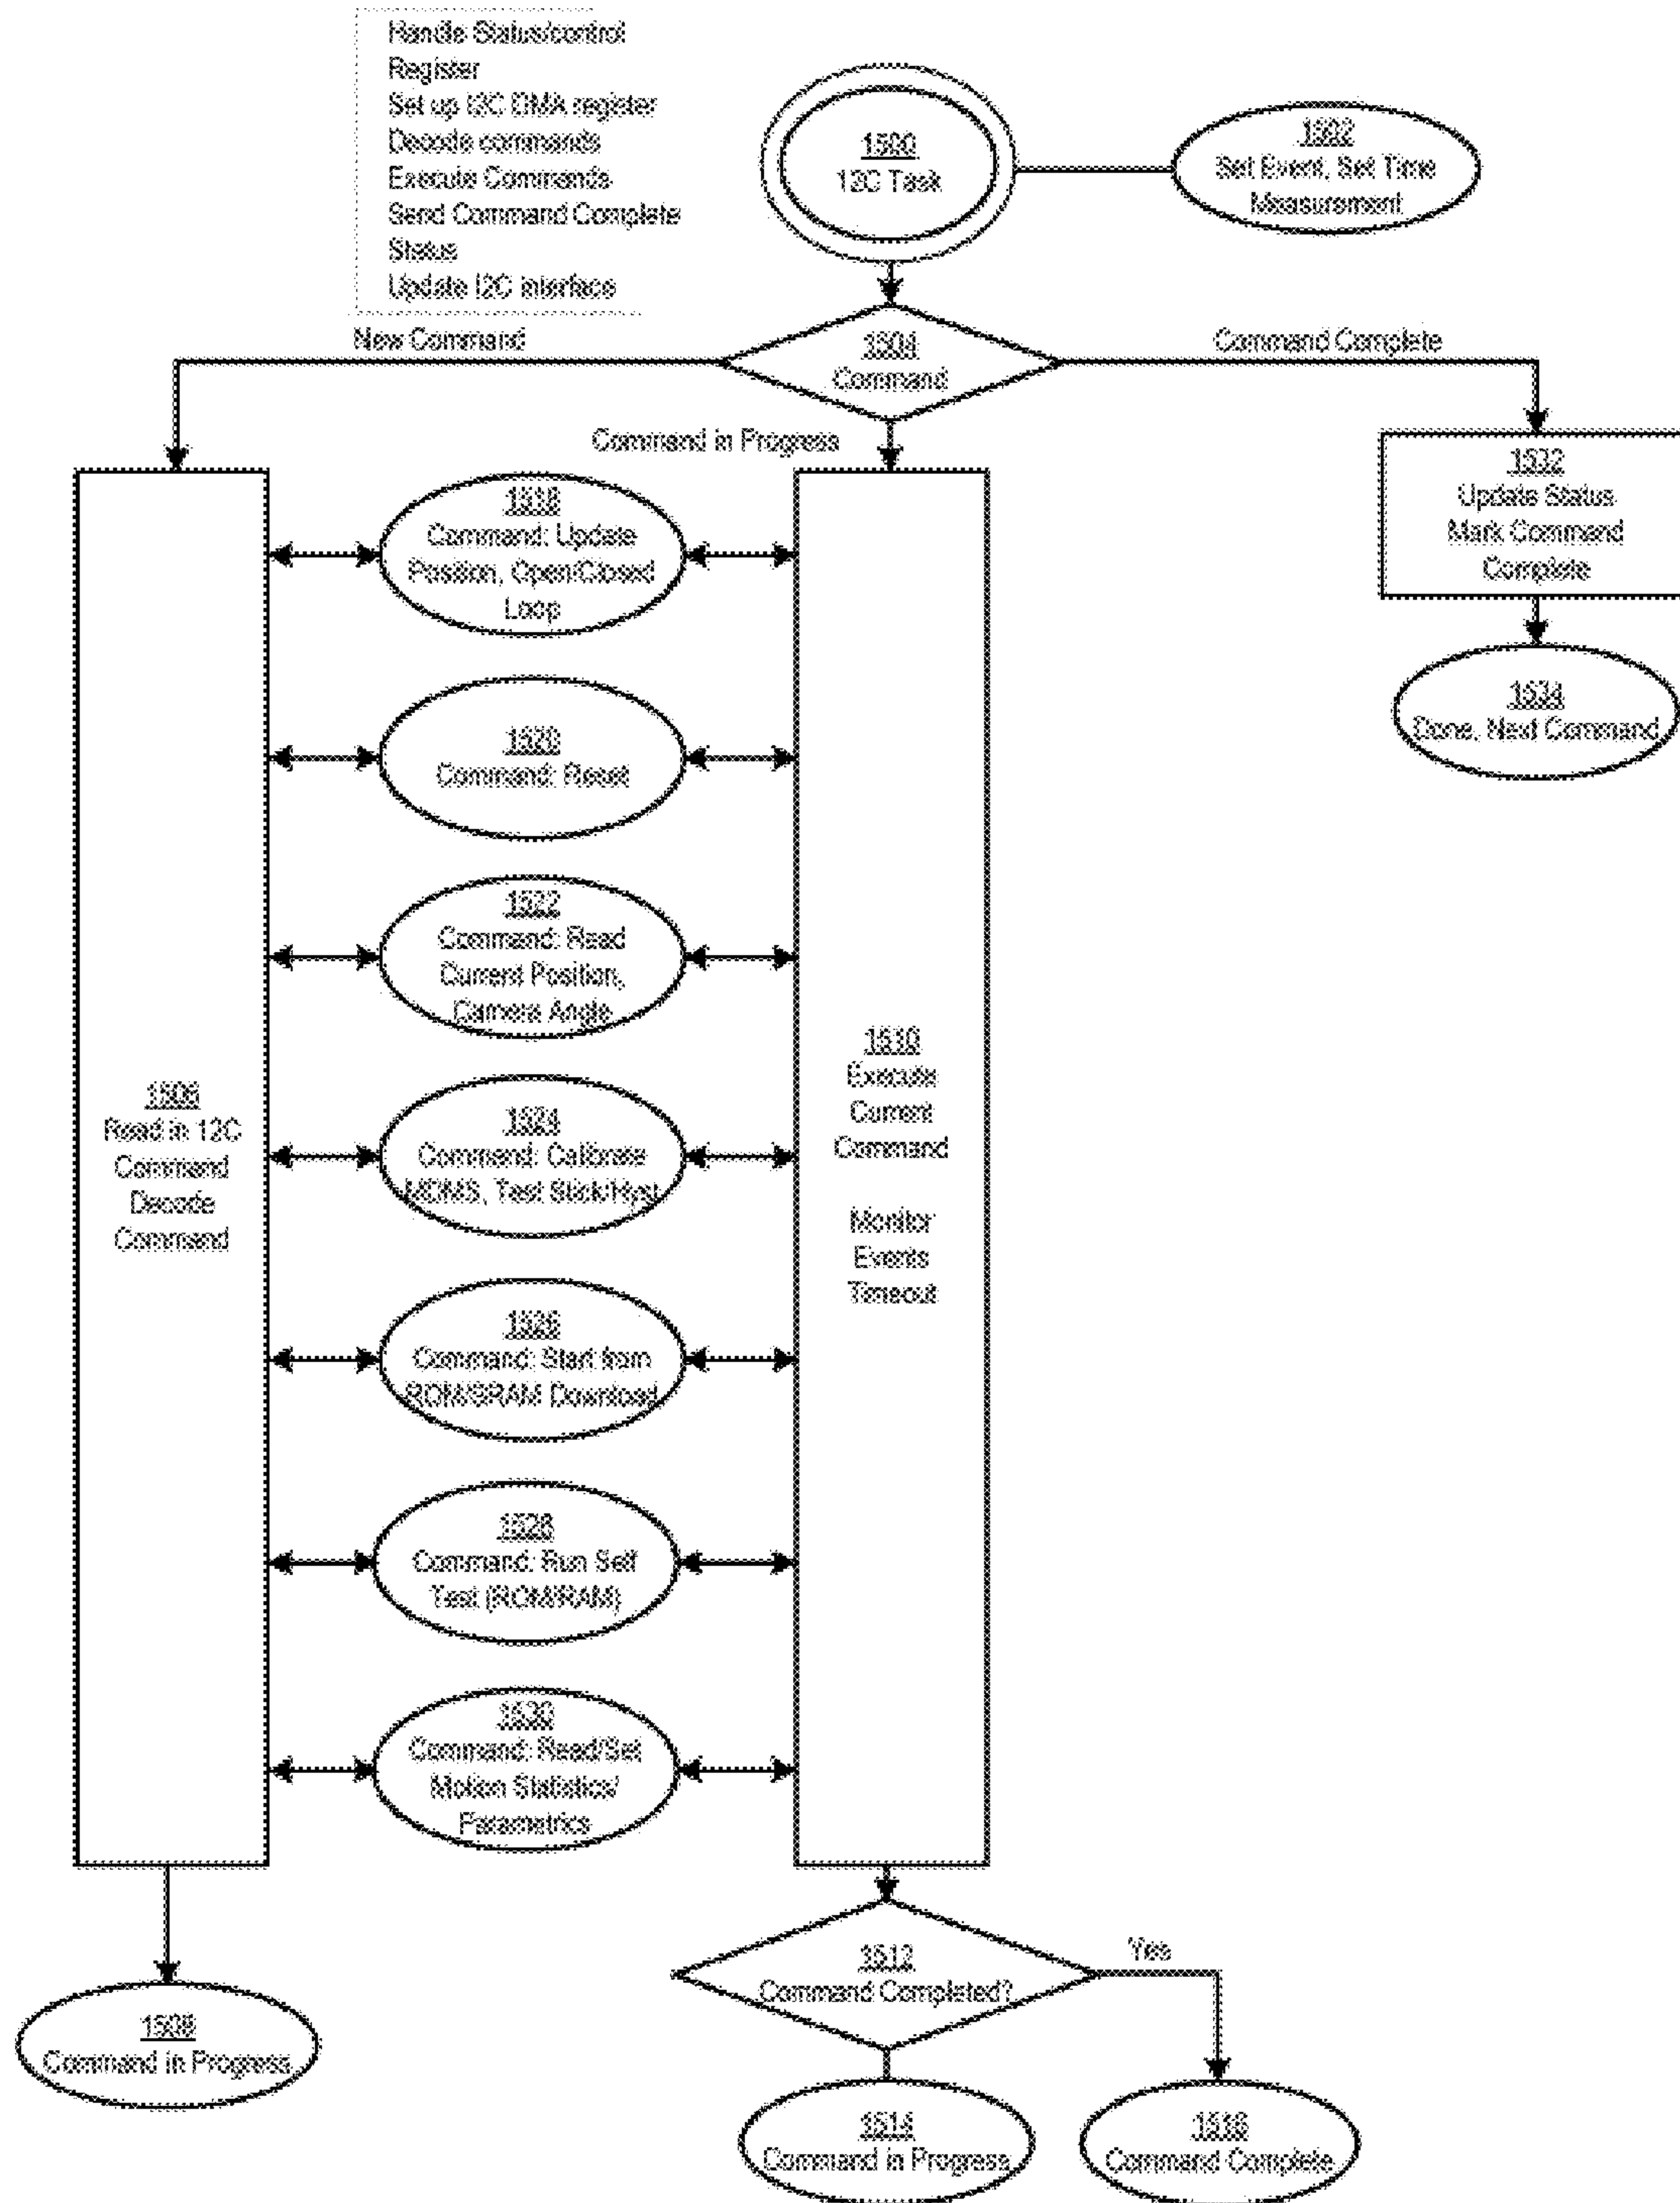 Handle Status/control
Register
Set up I2C DMA register
Decode commands
Execute Commands
Send Command Complete
Status
Update I2C interface
1500
12C Task
1502
Set Event, Set Time
Measurement
New Command
1504
Command
Command Complete
Command in Progress
1532
Update Status
Mark Command
Complete
1534
Done, Next Command
1518
Command: Update
Position, Open/Closed
Loop
1520
Command: Reset
1522
Command: Read
Current Position,
Camera Angle
1506
Read in 12C
Command
Decode
Command
1510
Execute
Current
Command
Monitor
Events
Timeout
1524
Command: Calibrate
Test Stick/Hyst
1526
Command: Start from
ROM/SRAM Download
1528
Command: Run Self
Test (ROM/RAM)
1530
Command: Read/Set
Motion Statistics/
Parametrics
1508
Command in Progress
1512
Command Completed?
Yes
1514
Command in Progress
1516
Command Complete